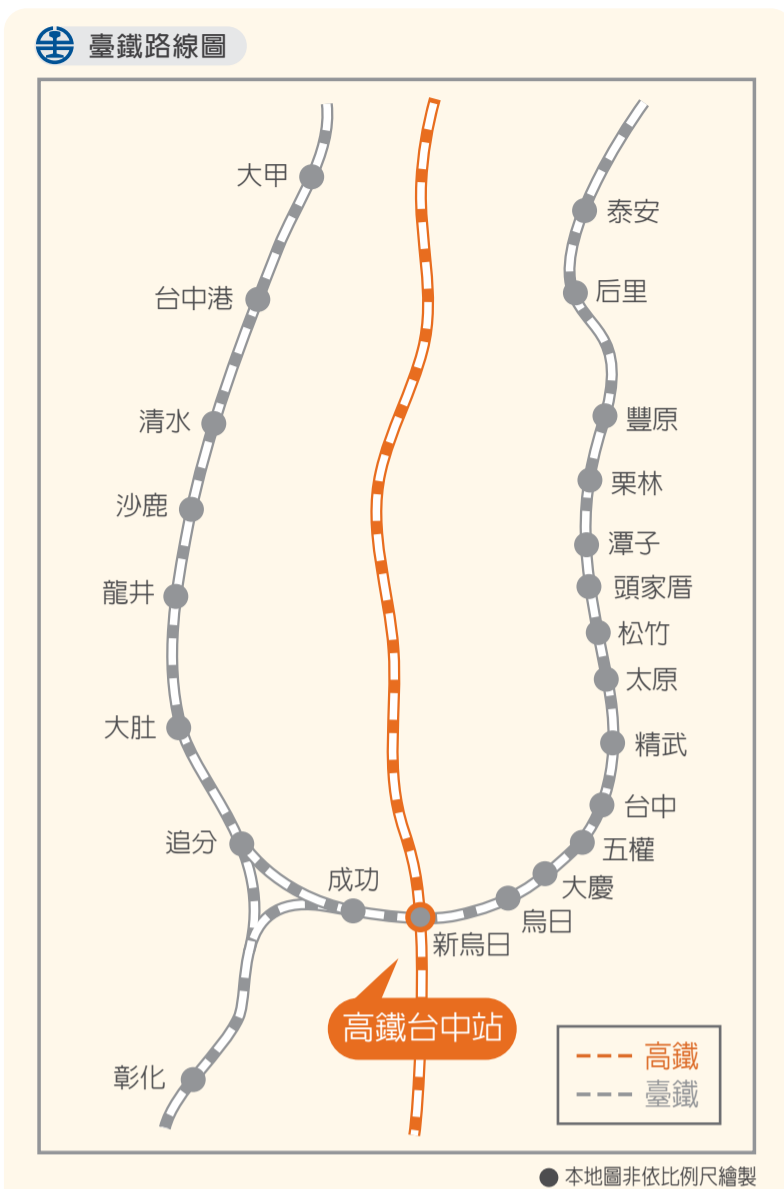 臺鐵路線圖
大甲
泰安
后里
台中港
豐原
清水
栗林
沙鹿
潭子
頭家厝
龍井
松竹
太原
大肚
精武
台中
追分
五權
成功
大慶
烏日
新烏日
高鐵台中站
高鐵
彰化
臺鐵
本地圖非依比例尺繪製